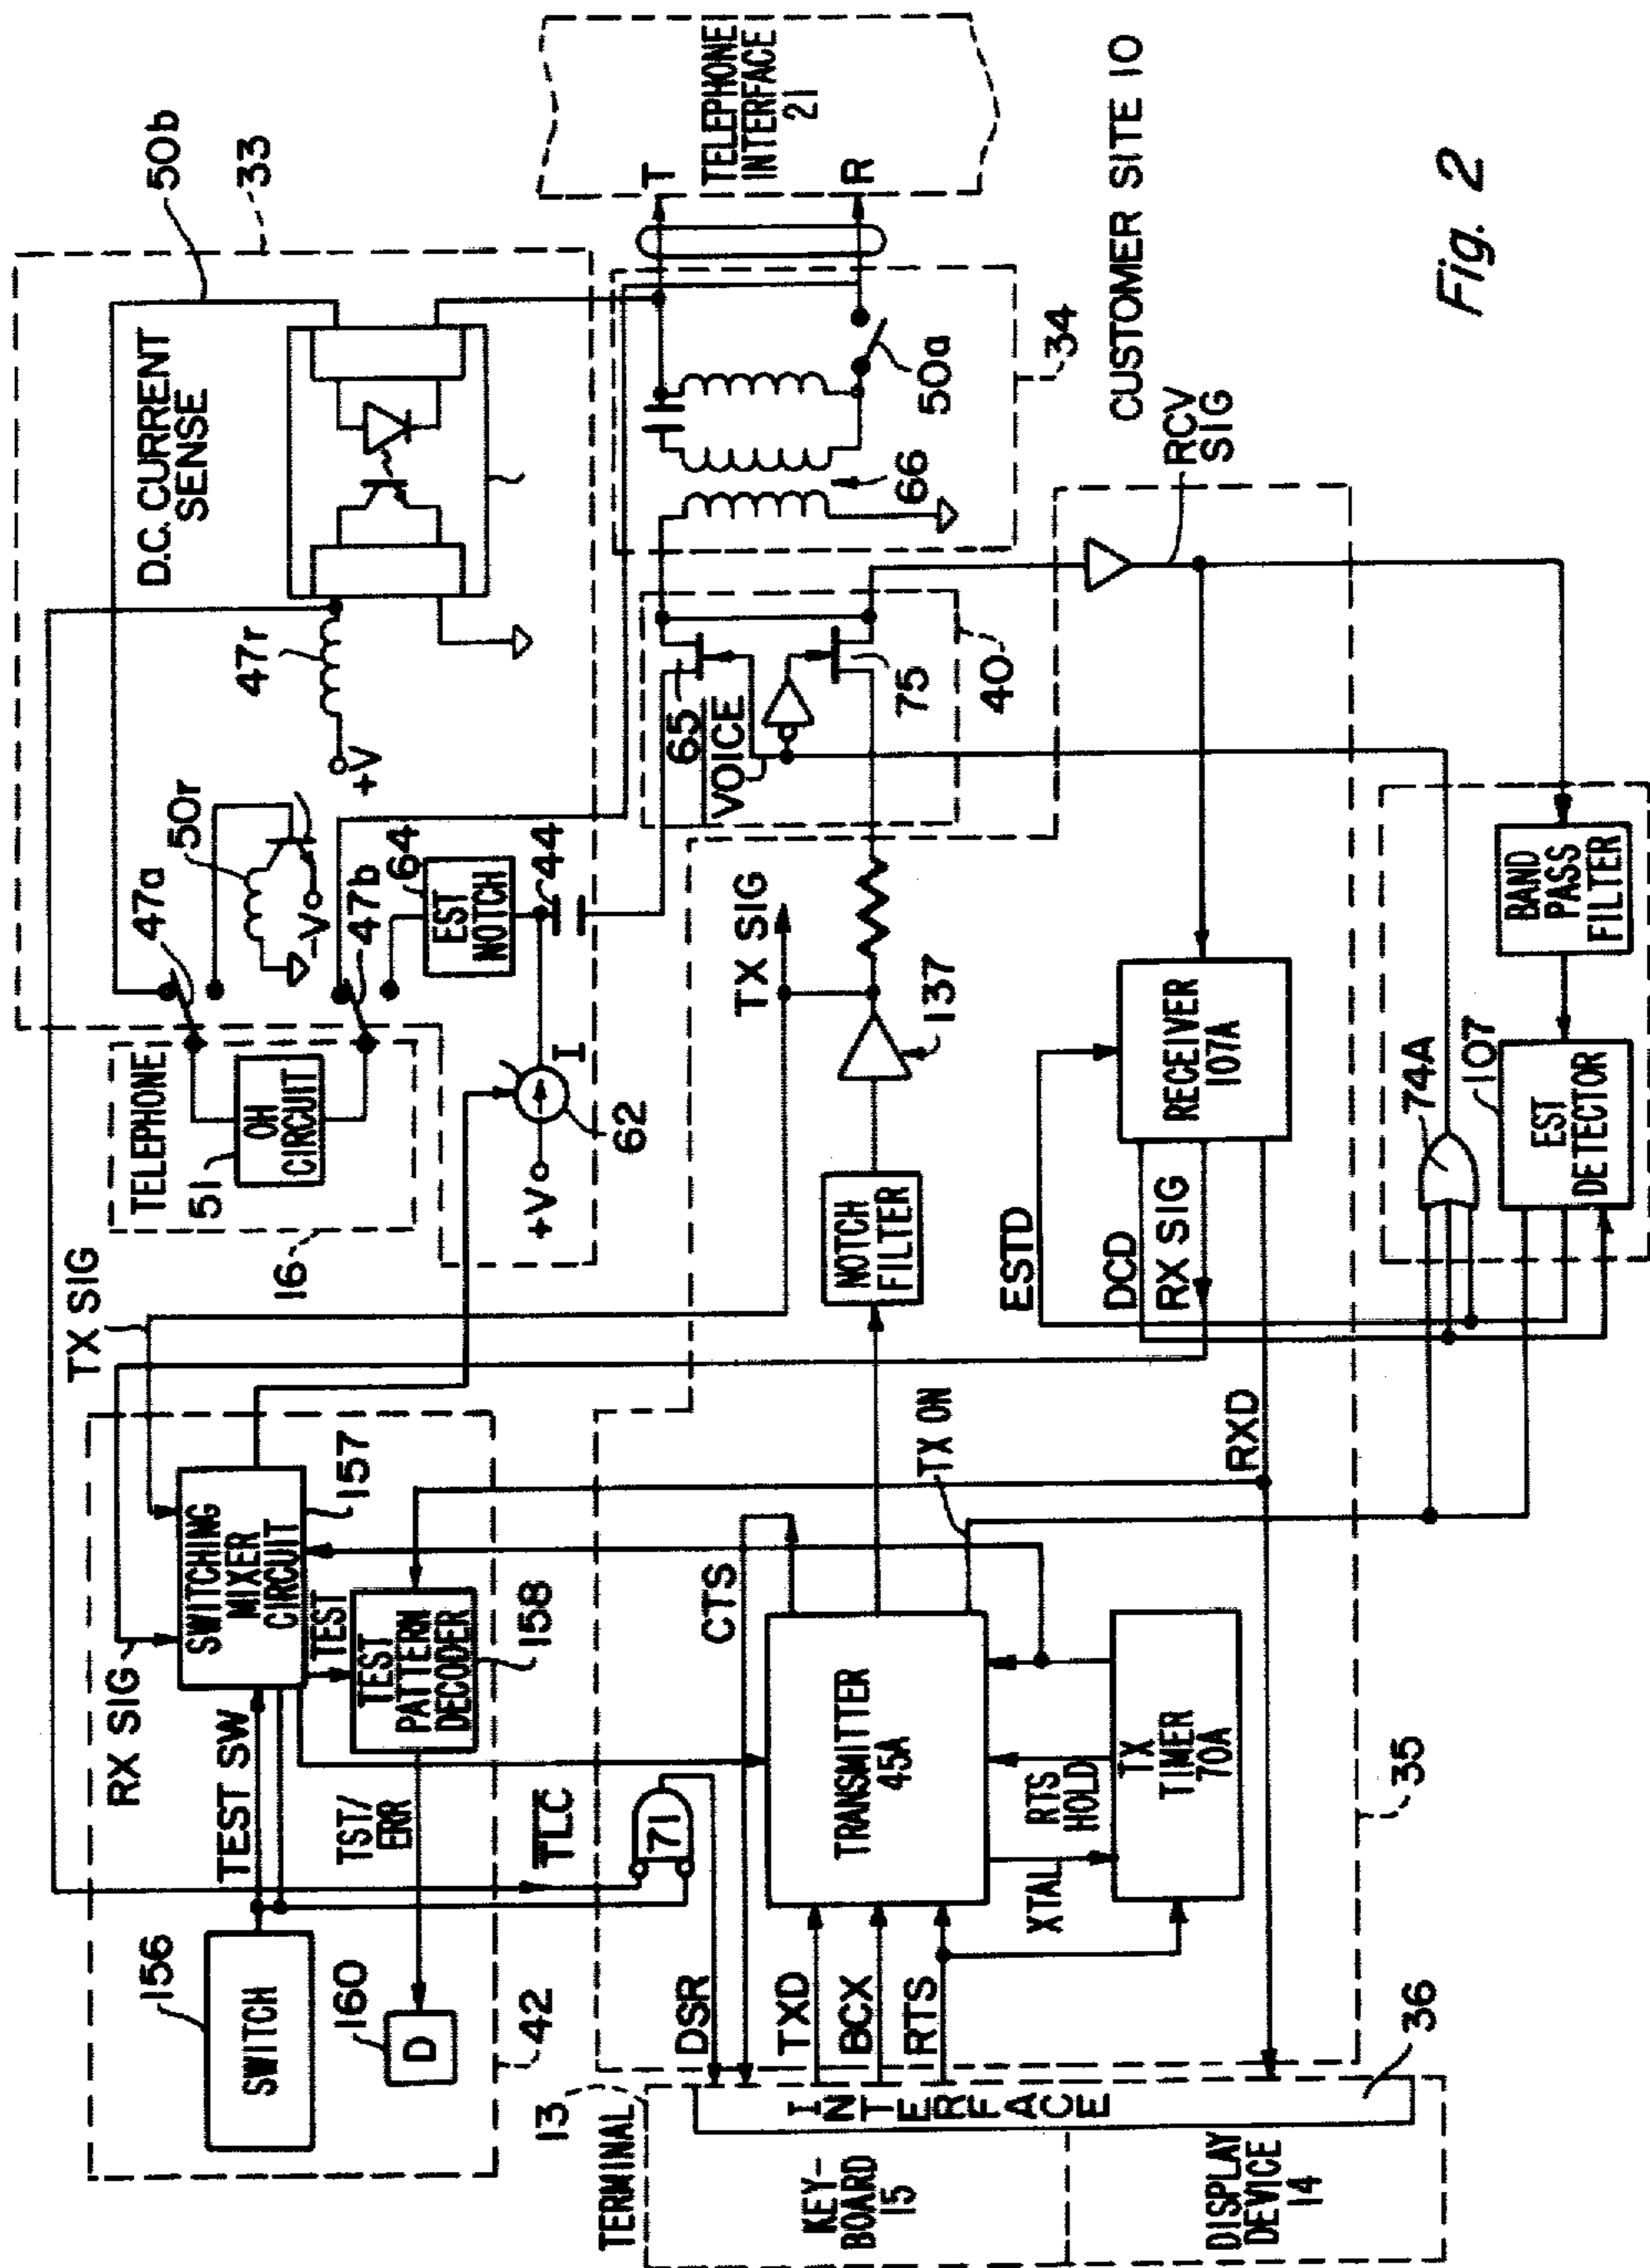 50b
33
D.C. CURRENT
SENSE
TELEPHONE
INTERFACE
21
T
R
CUSTOMER SITE 10
Fig. 2
47r
+V
50r
47a
-V
47b
64
EST
NOTCH
44
TELEPHONE
OH
CIRCUIT
51
16
+V
I
62
34
50a
66
RCV
SIG
65
VOICE
75
40
TX SIG
137
NOTCH
FILTER
RECEIVER
107A
ESTD
DCD
RX SIG
RXD
74A
107
EST
DETECTOR
BAND
PASS
FILTER
TX SIG
RX SIG
SWITCHING
MIXER
CIRCUIT
157
TEST
TEST
PATTERN
DECODER
158
TEST SW
TST/
ERR
SWITCH
156
D
160
42
TLC
71
DSR
CTS
TX ON
TRANSMITTER
45A
TXD
BCX
RTS
XTAL
RTS
HOLD
TX
TIMER
70A
35
36
13
TERMINAL
INTERFACE
KEY-
BOARD
15
DISPLAY
DEVICE
14